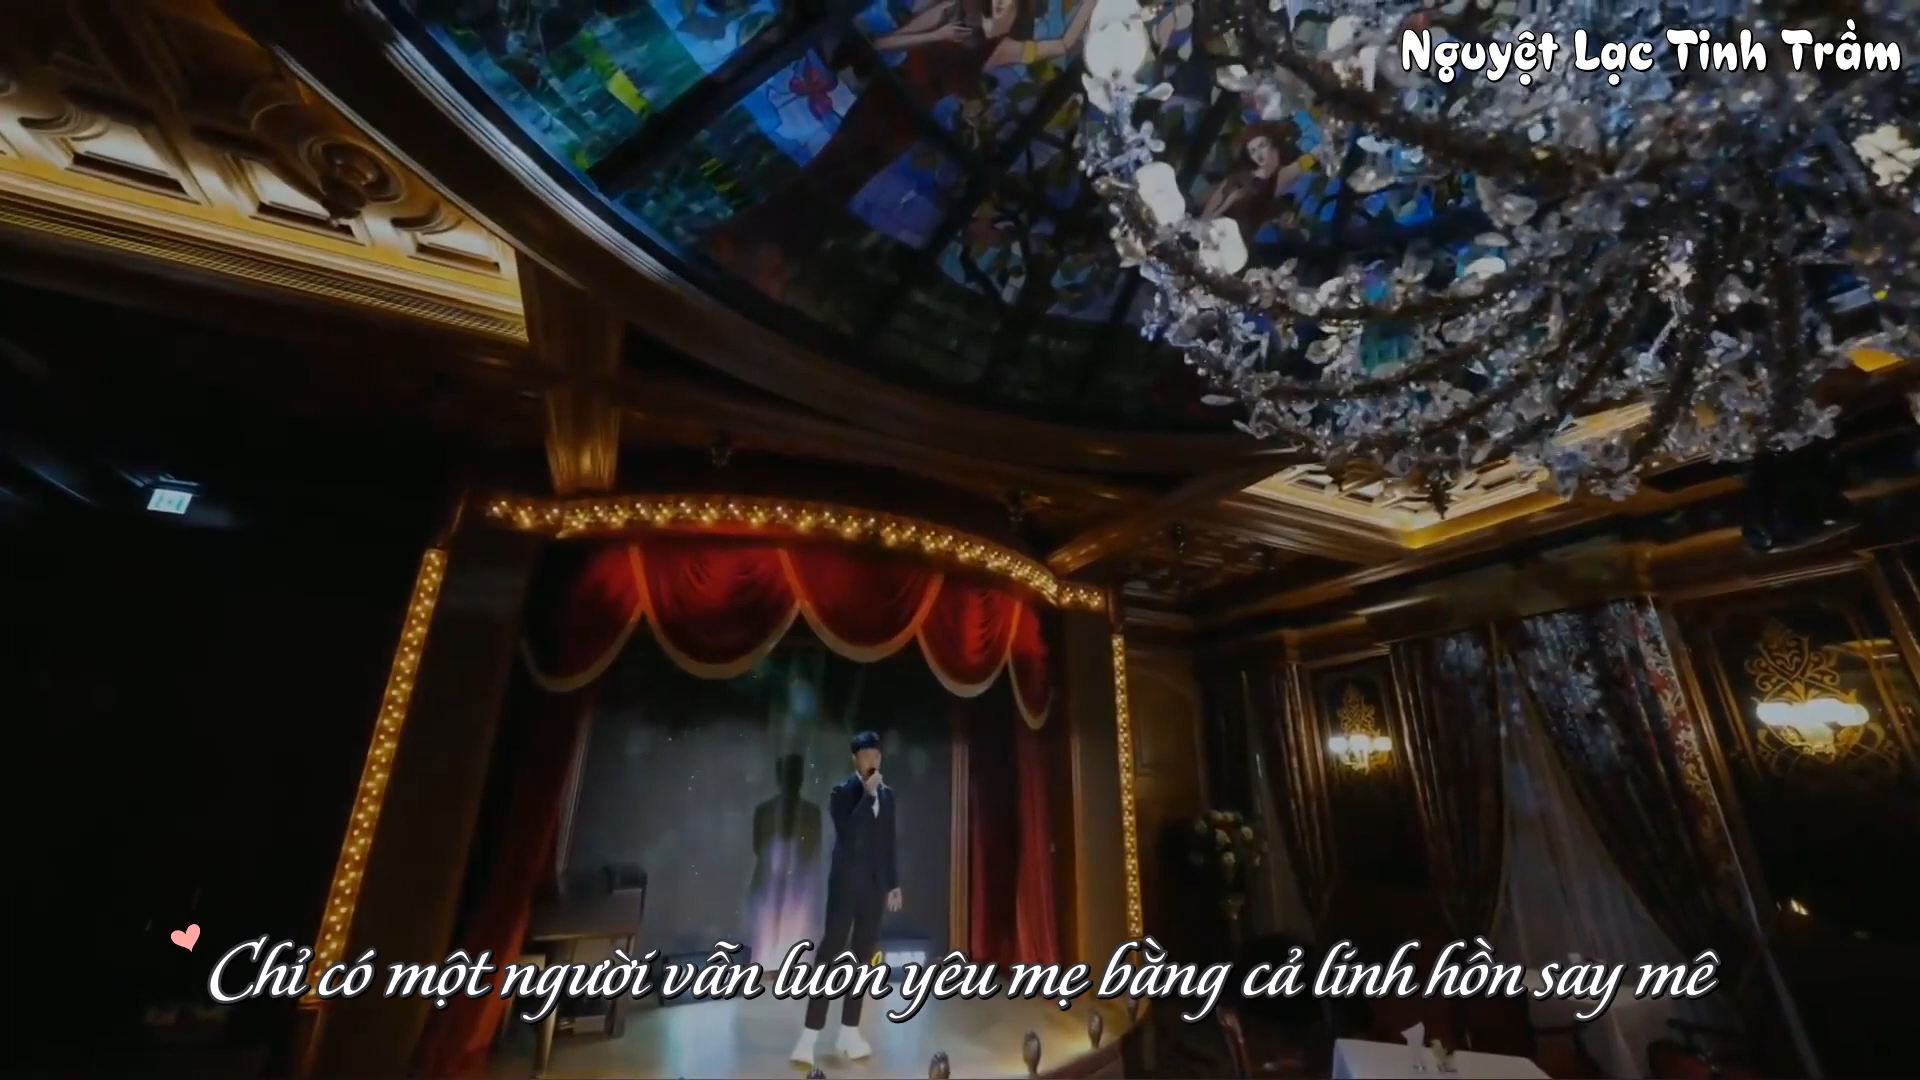 Nguyệt Lạc Tinh Trầm
Chỉ có một người vẫn luôn yêu mẹ bằng cả linh hồn say mê